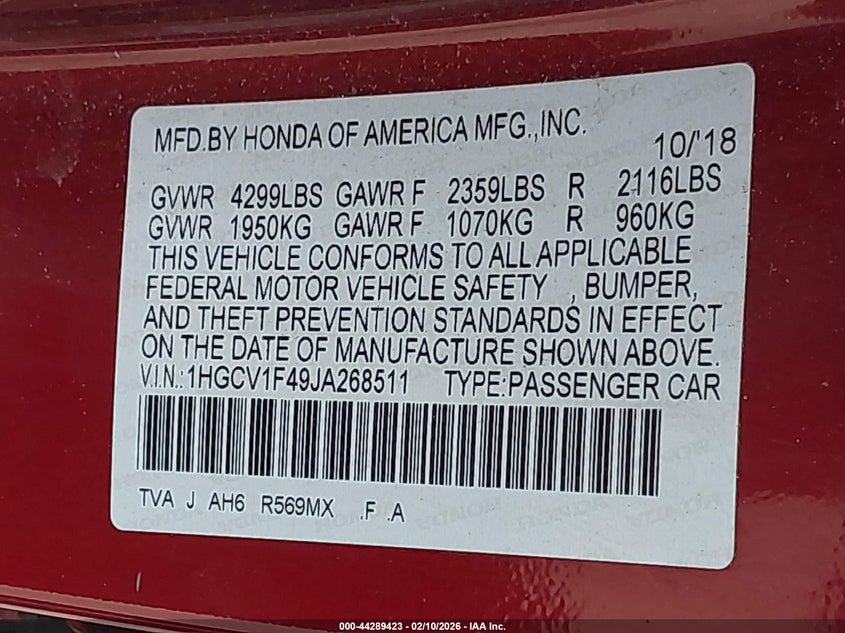 MFD.BY HONDA OF AMERICA MFG.,INC.
10/'18
GVWR 4299LBS GAWR F 2359LBS R 2116LBS
GVWR 1950KG GAWR F 1070KG R 960KG
THIS VEHICLE CONFORMS TO ALL APPLICABLE
FEDERAL MOTOR VEHICLE SAFETY , BUMPER,
AND THEFT PREVENTION STANDARDS IN EFFECT
ON THE DATE OF MANUFACTURE SHOWN ABOVE.
V.I.N.:1HGCV1F49JA268511 TYPE:PASSENGER CAR
TVA J AH6 R569MX .F .A
000-44289423 - 02/10/2026 - IAA Inc.